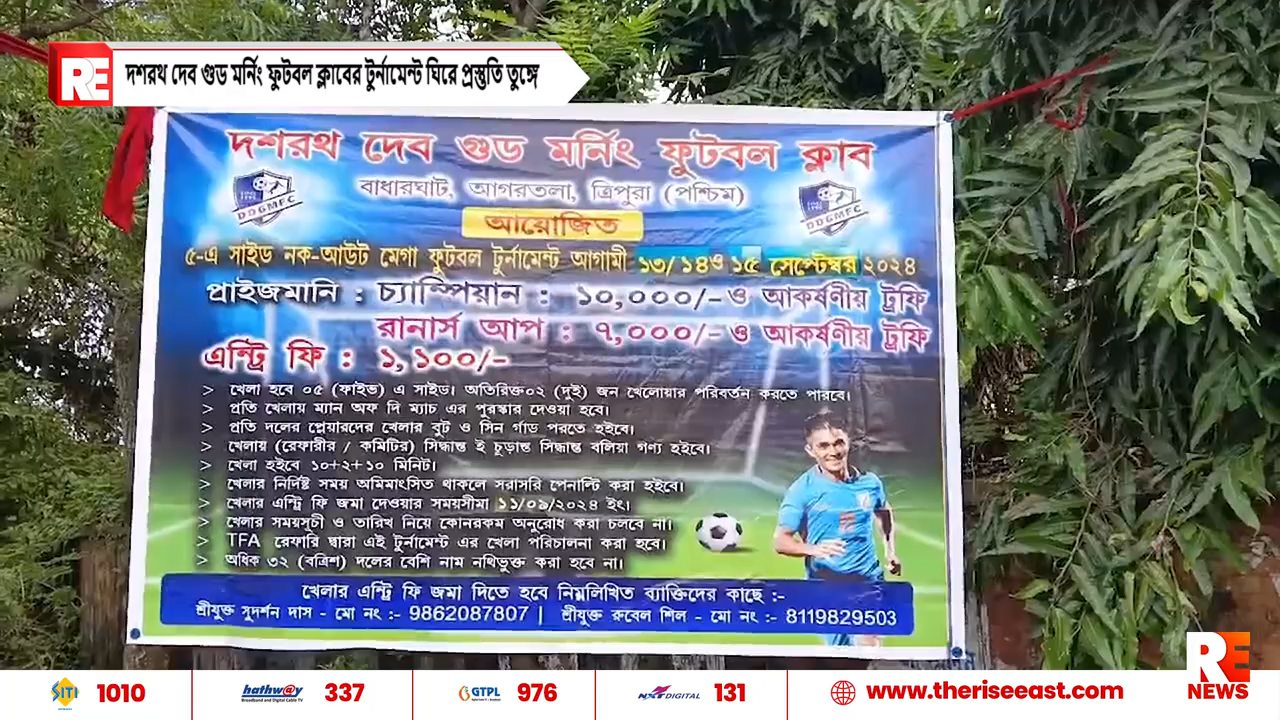 RE দশরথ দেব গুড মর্নিং ফুটবল ক্লাবের টুর্নামেন্ট ঘিরে প্রস্তুতি তুঙ্গে
দশরথ দেব গুড মর্নিং ফুটবল ক্লাব
বাধারঘাট, আগরতলা, ত্রিপুরা (পশ্চিম)
DDGMFC DDGMFC
আয়োজিত
৫-এ সাইড নক-আউট মেগা ফুটবল টুর্নামেন্ট আগামী ১৩/১৪ও ১৫ সেপ্টেম্বর ২০২৪
প্রাইজমানি : চ্যাম্পিয়ান : ১০,০০০/- ও আকর্ষণীয় ট্রফি
রানার্স আপ : ৭,০০০/- ও আকর্ষণীয় ট্রফি
এন্ট্রি ফি : ১,১০০/-
> খেলা হবে ০৫ (ফাইভ) এ সাইড। অতিরিক্ত০২ (দুই) জন খেলোয়ার পরিবর্তন করতে পারবে।
> প্রতি খেলায় ম্যান অফ দি ম্যাচ এর পুরস্কার দেওয়া হবে।
> প্রতি দলের প্লেয়ারদের খেলার বুট ও সিন গার্ড পরতে হইবে।
> খেলায় (রেফারীর / কমিটির) সিদ্ধান্ত ই চূড়ান্ত সিদ্ধান্ত বলিয়া গণ্য হইবে।
> খেলা হইবে ১০+২+১০ মিনিট।
> খেলার নির্দিষ্ট সময় অমিমাংসিত থাকলে সরাসরি পেনাল্টি করা হইবে।
> খেলার এন্ট্রি ফি জমা দেওয়ার সময়সীমা ১১/০৯/২০২৪ ইং।
> খেলার সময়সূচী ও তারিখ নিয়ে কোনরকম অনুরোধ করা চলবে না।
> TFA রেফারি দ্বারা এই টুর্নামেন্ট এর খেলা পরিচালনা করা হবে।
> অধিক ৩২ (বত্রিশ) দলের বেশি নাম নথিভুক্ত করা হবে না।
খেলার এন্ট্রি ফি জমা দিতে হবে নিম্নলিখিত ব্যাক্তিদের কাছে :-
শ্রীযুক্ত সুদর্শন দাস - মো নং :- 9862087807 | শ্রীযুক্ত রুবেল শিল - মো নং :- 8119829503
RE NEWS
SITI 1010 hathway Broadband and Digital Cable TV 337 GTPL 976 NXT DIGITAL 131 www.theriseeast.com